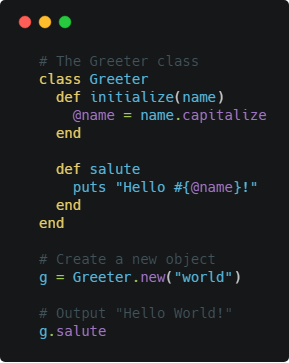 # The Greeter class
class Greeter
  def initialize(name)
    @name = name.capitalize
  end

  def salute
    puts "Hello #{@name}!"
  end
end

# Create a new object
g = Greeter.new("world")

# Output "Hello World!"
g.salute